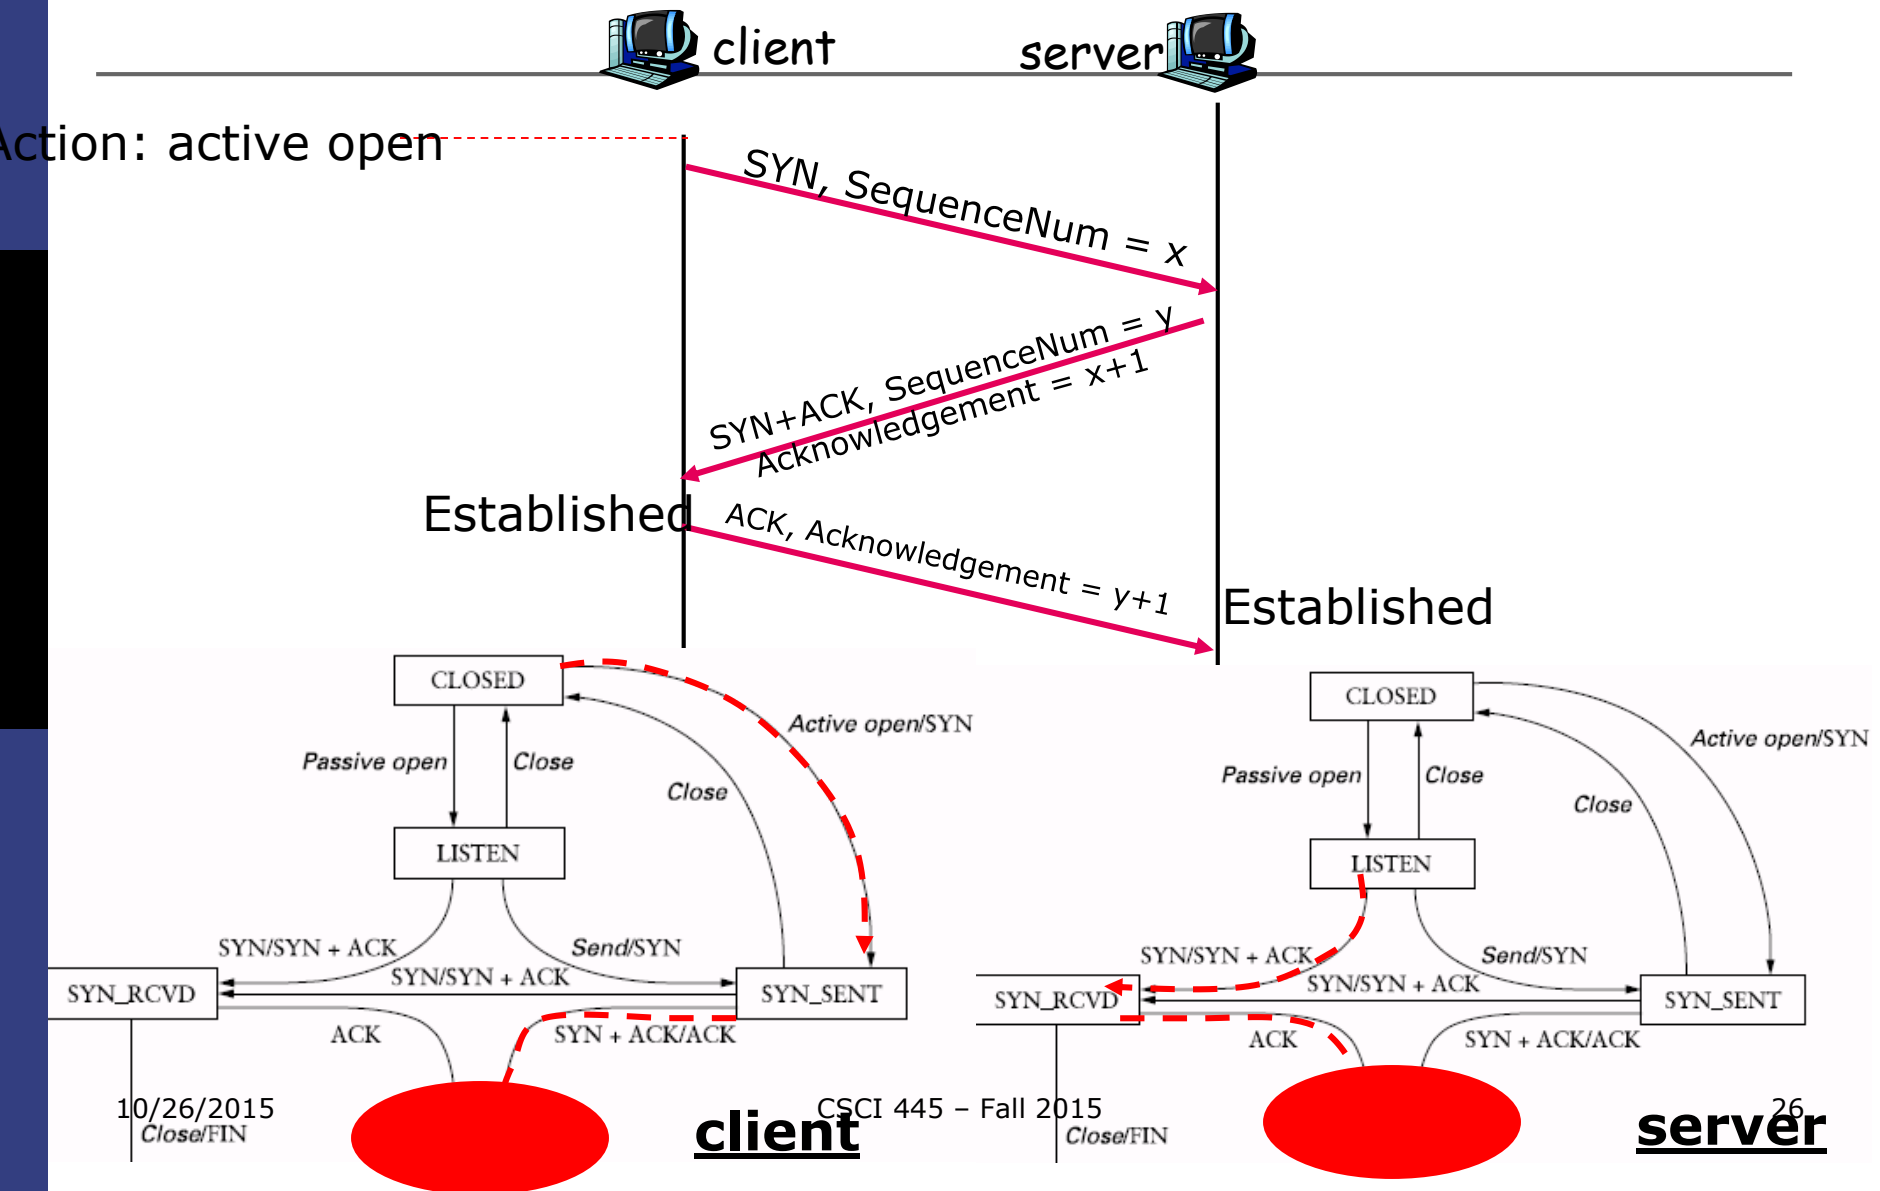 client
server
Action: active open
SYN, SequenceNum = x
SYN+ACK, SequenceNum = y
Acknowledgement = x+1
Established
ACK, Acknowledgement = y+1
Established
CLOSED
Active open/SYN
Passive open
Close
Close
LISTEN
SYN/SYN + ACK
Send/SYN
SYN/SYN + ACK
SYN_RCVD
SYN_SENT
ACK
SYN + ACK/ACK
Close/FIN
client
CLOSED
Active open/SYN
Passive open
Close
Close
LISTEN
SYN/SYN + ACK
Send/SYN
SYN/SYN + ACK
SYN_RCVD
SYN_SENT
ACK
SYN + ACK/ACK
Close/FIN
server
10/26/2015
CSCI 445 – Fall 2015
26